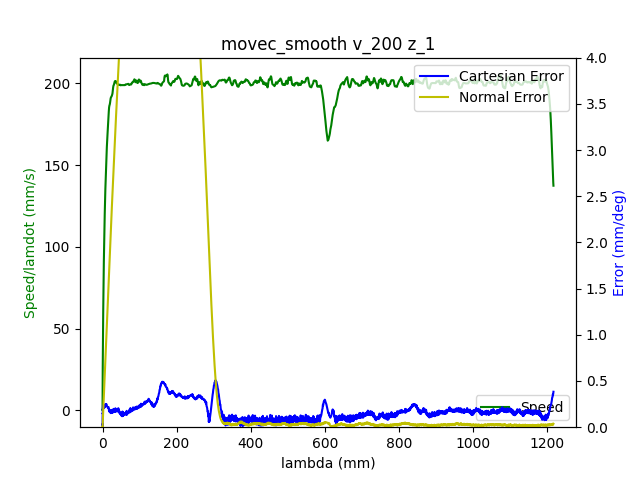 movec_smooth v_200 z_1
Cartesian Error
Normal Error
Speed
Speed/lamdot (mm/s)
200
150
100
50
0
4.0
3.5
3.0
2.5
2.0
1.5
1.0
0.5
0.0
Error (mm/deg)
0 200 400 600 800 1000 1200
lambda (mm)